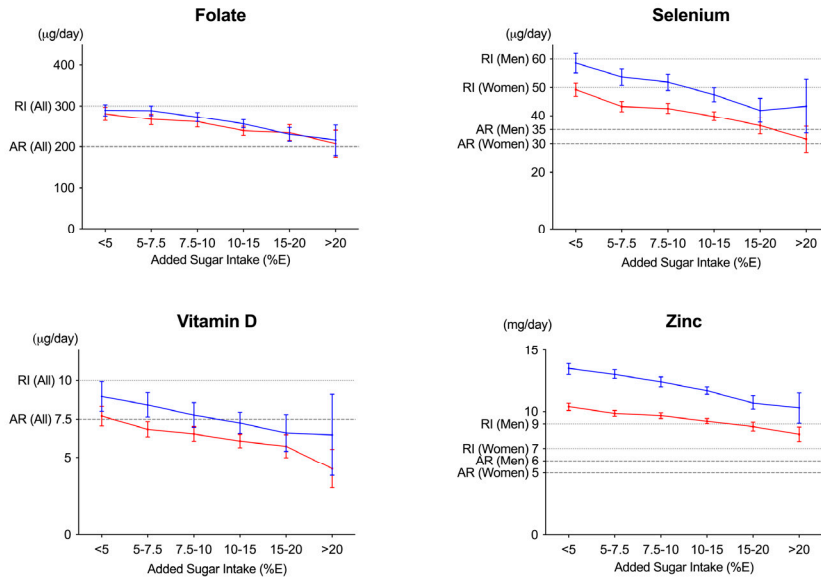 Folate
(μg/day)
400
RI (All) 300
AR (All) 200
100
0
<5 5-7.5 7.5-10 10-15 15-20 >20
Added Sugar Intake (%E)
Selenium
(μg/day)
RI (Men) 60
RI (Women) 50
40
AR (Men) 35
AR (Women) 30
20
0
<5 5-7.5 7.5-10 10-15 15-20 >20
Added Sugar Intake (%E)
Vitamin D
(μg/day)
RI (All) 10
AR (All) 7.5
5
0
<5 5-7.5 7.5-10 10-15 15-20 >20
Added Sugar Intake (%E)
Zinc
(mg/day)
15
10
RI (Men) 9
RI (Women) 7
AR (Men) 6
AR (Women) 5
0
<5 5-7.5 7.5-10 10-15 15-20 >20
Added Sugar Intake (%E)